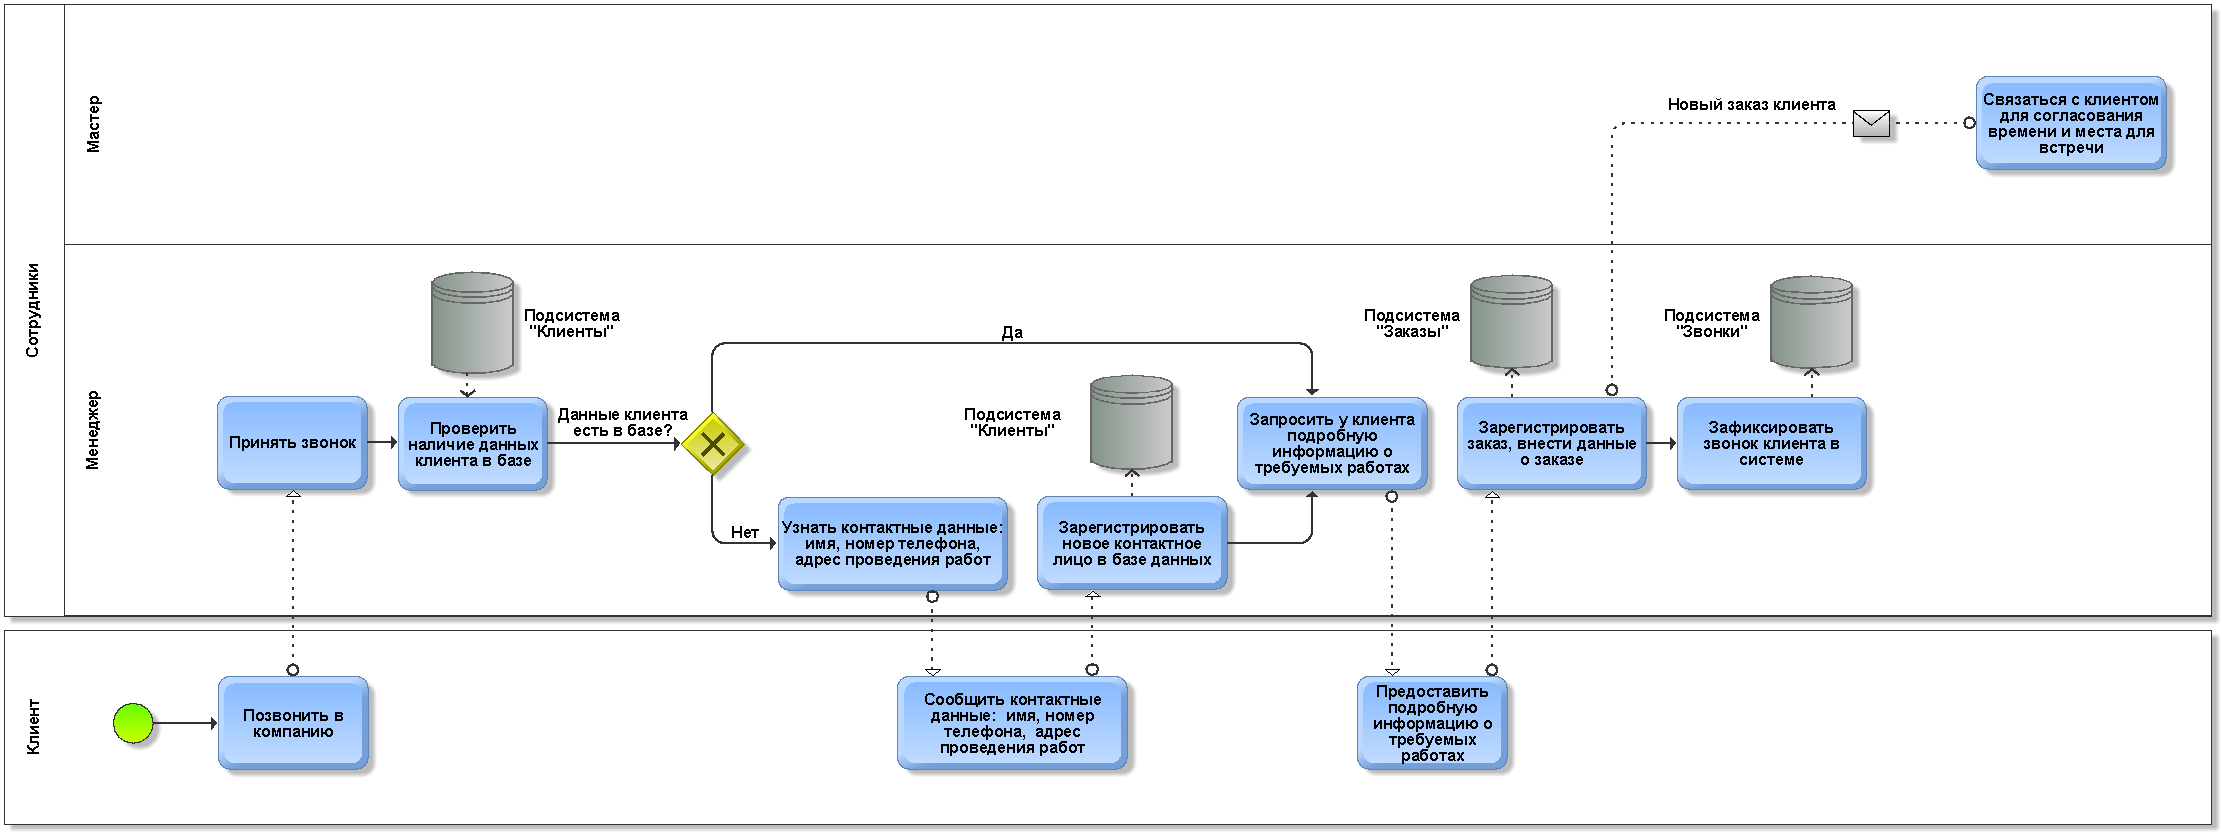 Сотрудники
Мастер
Новый заказ клиента
Связаться с клиентом
для согласования
времени и места для
встречи
Менеджер
Подсистема
"Клиенты"
Принять звонок
Проверить
наличие данных
клиента в базе
Данные клиента
есть в базе?
Да
Нет
Узнать контактные данные:
имя, номер телефона,
адрес проведения работ
Подсистема
"Клиенты"
Зарегистрировать
новое контактное
лицо в базе данных
Запросить у клиента
подробную
информацию о
требуемых работах
Подсистема
"Заказы"
Зарегистрировать
заказ, внести данные
о заказе
Подсистема
"Звонки"
Зафиксировать
звонок клиента в
системе
Клиент
Позвонить в
компанию
Сообщить контактные
данные:  имя, номер
телефона,  адрес
проведения работ
Предоставить
подробную
информацию о
требуемых
работах